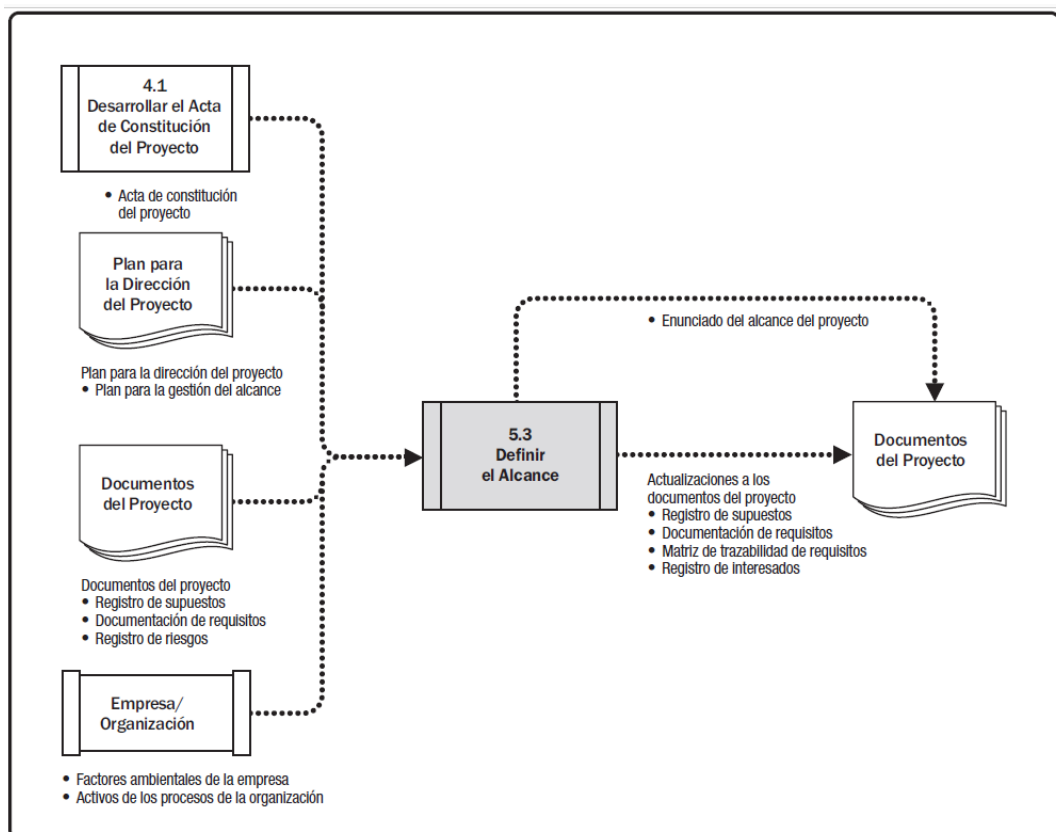 4.1
Desarrollar el Acta
de Constitución
del Proyecto
• Acta de constitución
del proyecto
Plan para
la Dirección
del Proyecto
Plan para la dirección del proyecto
• Plan para la gestión del alcance
Documentos
del Proyecto
Documentos del proyecto
• Registro de supuestos
• Documentación de requisitos
• Registro de riesgos
Empresa/
Organización
• Factores ambientales de la empresa
• Activos de los procesos de la organización
5.3
Definir
el Alcance
• Enunciado del alcance del proyecto
Actualizaciones a los
documentos del proyecto
• Registro de supuestos
• Documentación de requisitos
• Matriz de trazabilidad de requisitos
• Registro de interesados
Documentos
del Proyecto